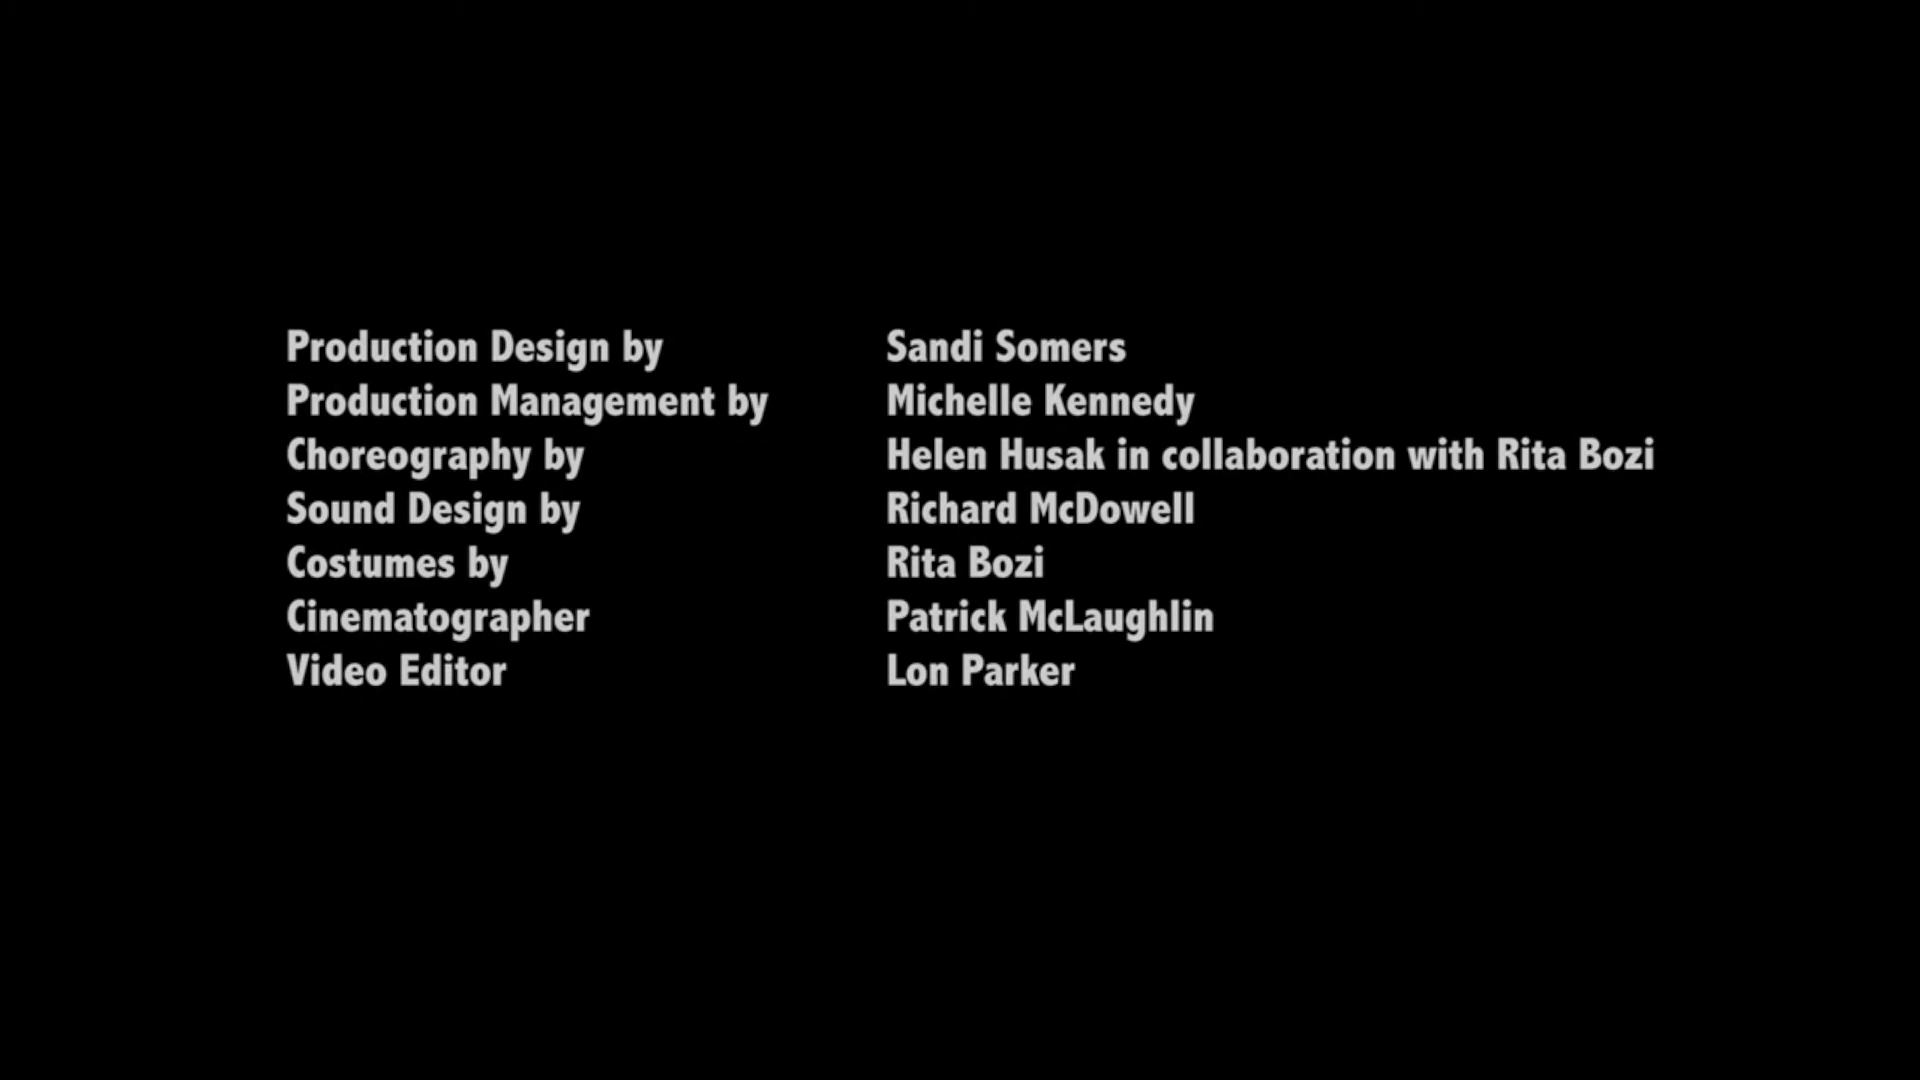 Production Design by Sandi Somers
Production Management by Michelle Kennedy
Choreography by Helen Husak in collaboration with Rita Bozi
Sound Design by Richard McDowell
Costumes by Rita Bozi
Cinematographer Patrick McLaughlin
Video Editor Lon Parker